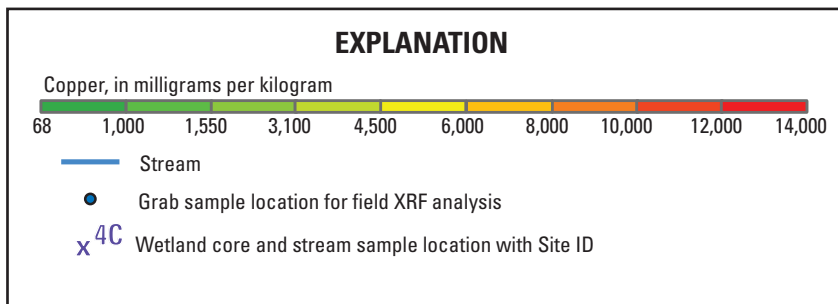 EXPLANATION
Copper, in milligrams per kilogram
68 1,000 1,550 3,100 4,500 6,000 8,000 10,000 12,000 14,000
Stream
Grab sample location for field XRF analysis
x 4C Wetland core and stream sample location with Site ID